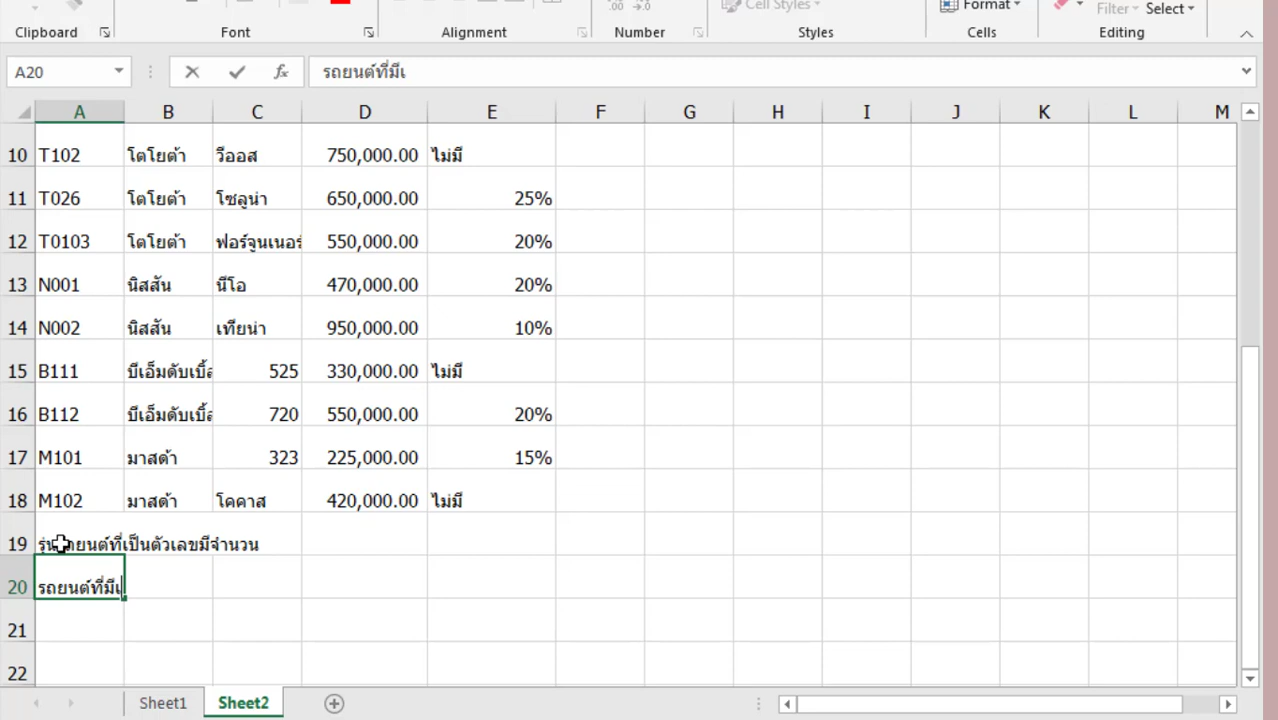 Cell Styles
Format
Filter Select
Clipboard Font Alignment Number Styles Cells Editing
A20 fx รถยนต์ที่มีเ
A B C D E F G H I J K L M
10 T102 โตโยต้า วีออส 750,000.00 ไม่มี
11 T026 โตโยต้า โซลูน่า 650,000.00 25%
12 T0103 โตโยต้า ฟอร์จูนเนอร์ 550,000.00 20%
13 N001 นิสสัน นีโอ 470,000.00 20%
14 N002 นิสสัน เทียน่า 950,000.00 10%
15 B111 บีเอ็มดับเบิ้ล 525 330,000.00 ไม่มี
16 B112 บีเอ็มดับเบิ้ล 720 550,000.00 20%
17 M101 มาสด้า 323 225,000.00 15%
18 M102 มาสด้า โคคาส 420,000.00 ไม่มี
19 รุ่นรถยนต์ที่เป็นตัวเลขมีจำนวน
20 รถยนต์ที่มีเ
21
22
Sheet1 Sheet2